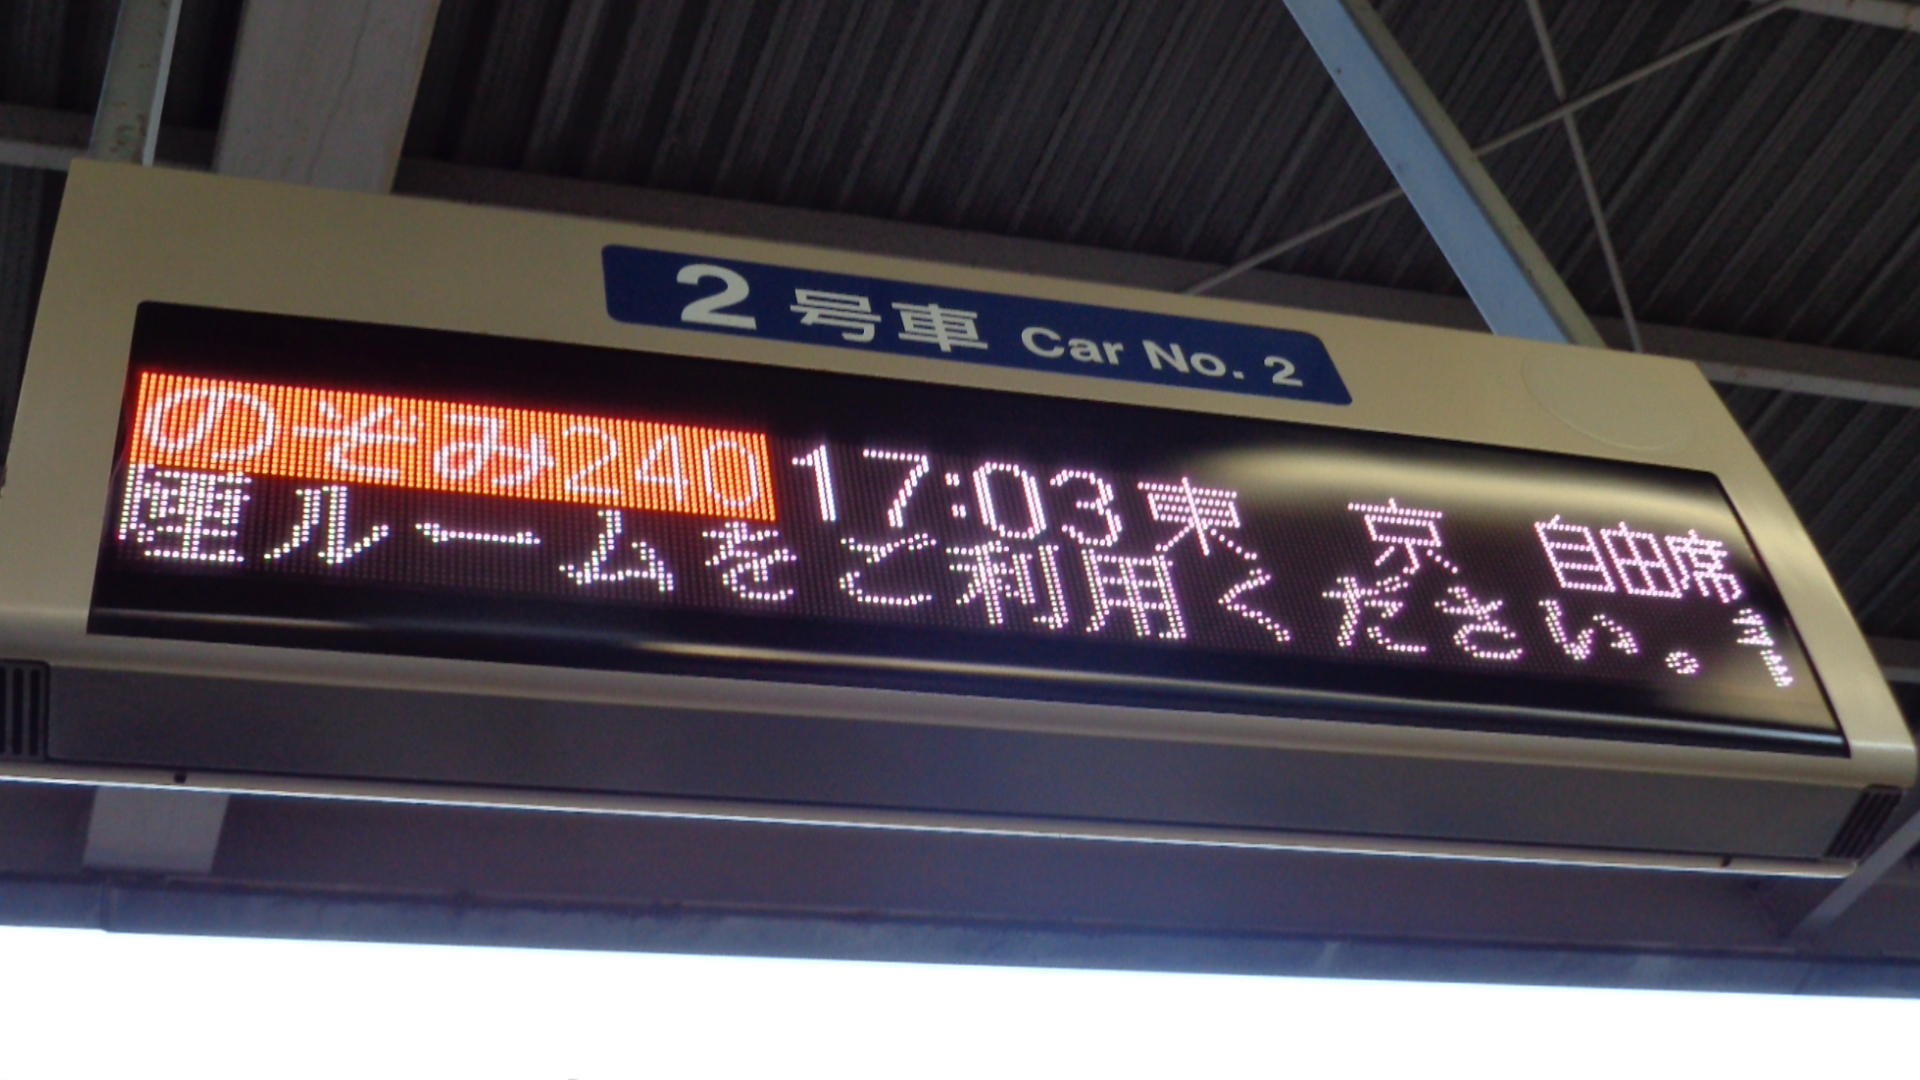 2号車 Car No. 2
のぞみ240 17:03 東京 自由席
座ルームをご利用ください。